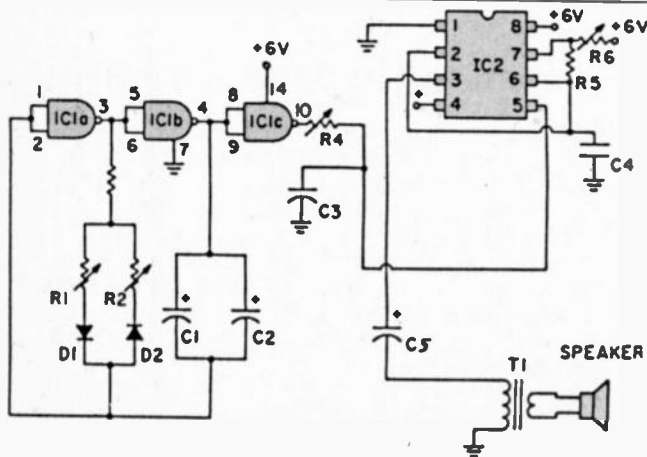 1
2
IC1a
3
5
6
IC1b
4
7
8
9
IC1c
+6V
14
10
R4
C3
R1
R2
D1
D2
+
C1
+
C2
1
2
3
+
4
IC2
8
7
6
5
+6V
+6V
R6
R5
C4
+
C5
T1
SPEAKER